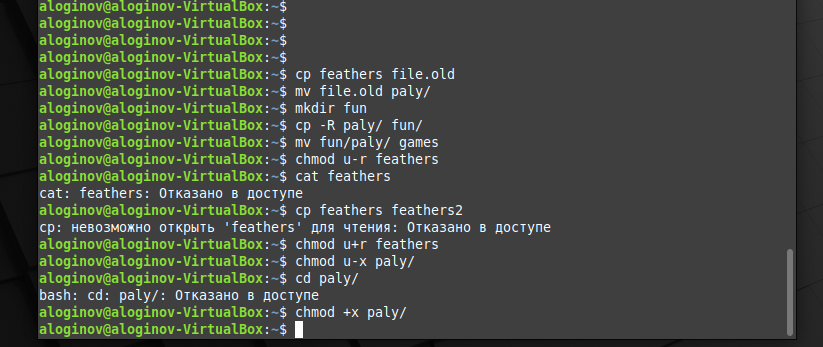 aloginov@aloginov-VirtualBox:~$
aloginov@aloginov-VirtualBox:~$
aloginov@aloginov-VirtualBox:~$
aloginov@aloginov-VirtualBox:~$
aloginov@aloginov-VirtualBox:~$ cp feathers file.old
aloginov@aloginov-VirtualBox:~$ mv file.old paly/
aloginov@aloginov-VirtualBox:~$ mkdir fun
aloginov@aloginov-VirtualBox:~$ cp -R paly/ fun/
aloginov@aloginov-VirtualBox:~$ mv fun/paly/ games
aloginov@aloginov-VirtualBox:~$ chmod u-r feathers
aloginov@aloginov-VirtualBox:~$ cat feathers
cat: feathers: Отказано в доступе
aloginov@aloginov-VirtualBox:~$ cp feathers feathers2
cp: невозможно открыть 'feathers' для чтения: Отказано в доступе
aloginov@aloginov-VirtualBox:~$ chmod u+r feathers
aloginov@aloginov-VirtualBox:~$ chmod u-x paly/
aloginov@aloginov-VirtualBox:~$ cd paly/
bash: cd: paly/: Отказано в доступе
aloginov@aloginov-VirtualBox:~$ chmod +x paly/
aloginov@aloginov-VirtualBox:~$